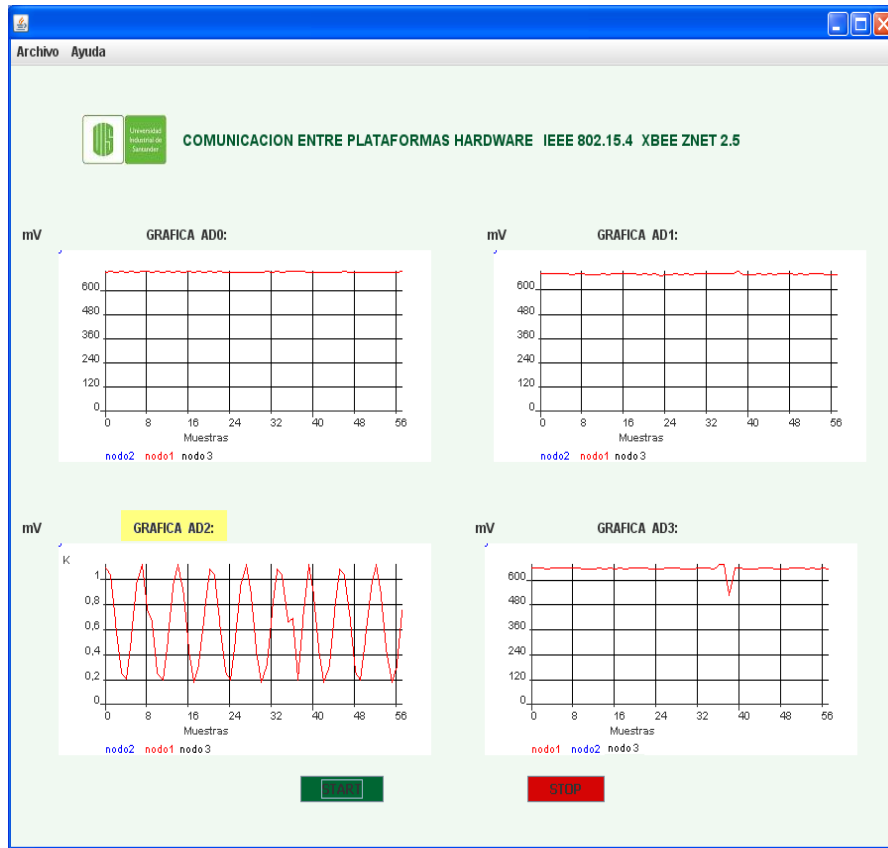 Archivo Ayuda
Universidad
Industrial de
Santander
COMUNICACION ENTRE PLATAFORMAS HARDWARE IEEE 802.15.4 XBEE ZNET 2.5
mV GRAFICA AD0:
600
480
360
240
120
0
0 8 16 24 32 40 48 56
Muestras
nodo2 nodo1 nodo3
mV GRAFICA AD1:
600
480
360
240
120
0
0 8 16 24 32 40 48 56
Muestras
nodo2 nodo1 nodo3
mV GRAFICA AD2:
K
1
0,8
0,6
0,4
0,2
0
0 8 16 24 32 40 48 56
Muestras
nodo2 nodo1 nodo3
mV GRAFICA AD3:
600
480
360
240
120
0
0 8 16 24 32 40 48 56
Muestras
nodo1 nodo2 nodo3
START STOP